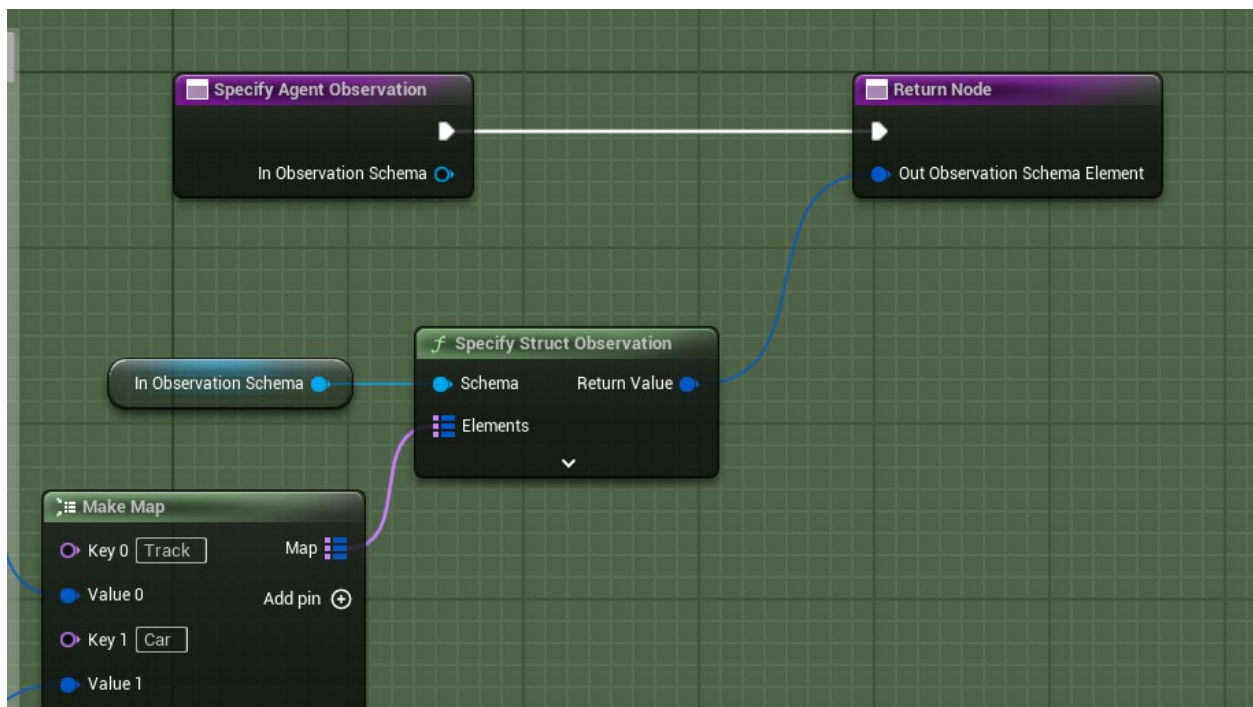 Specify Agent Observation
In Observation Schema
Return Node
Out Observation Schema Element
In Observation Schema
f Specify Struct Observation
Schema Return Value
Elements
Make Map
Key 0 Track Map
Value 0 Add pin
Key 1 Car
Value 1